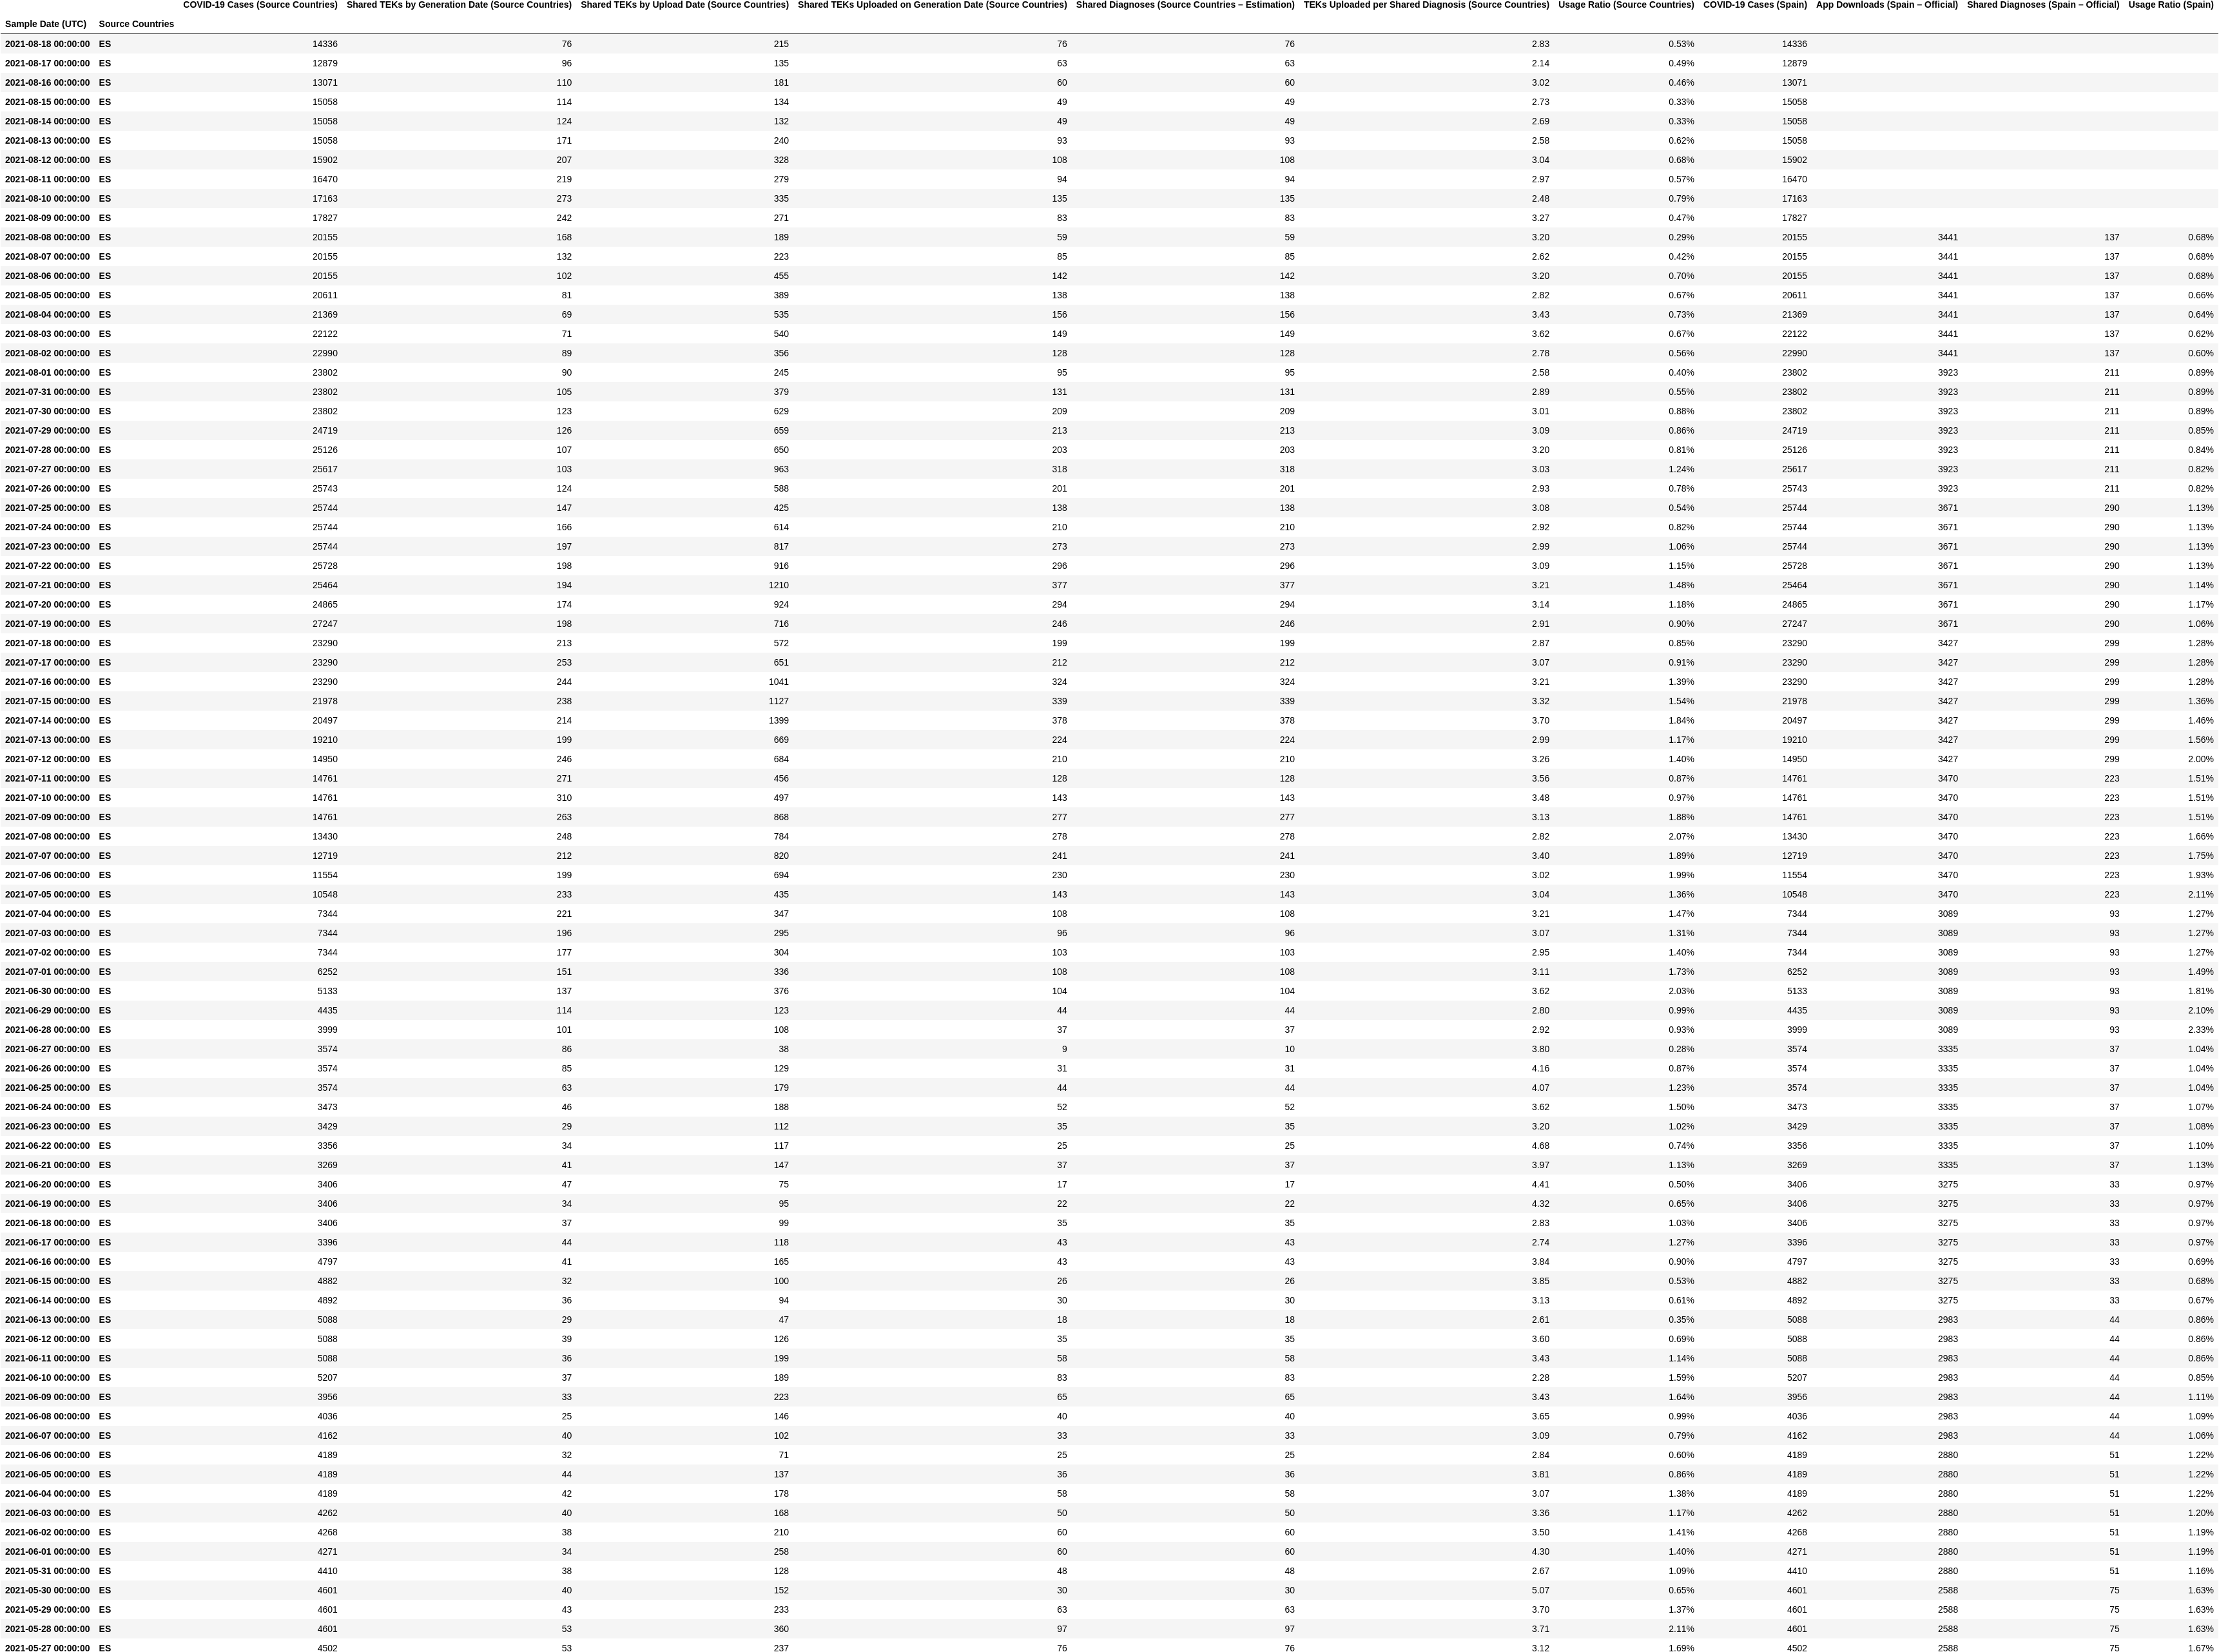 COVID-19 Cases (Source Countries) Shared TEKs by Generation Date (Source Countries) Shared TEKs by Upload Date (Source Countries) Shared TEKs Uploaded on Generation Date (Source Countries) Shared Diagnoses (Source Countries – Estimation) TEKs Uploaded per Shared Diagnosis (Source Countries) Usage Ratio (Source Countries) COVID-19 Cases (Spain) App Downloads (Spain – Official) Shared Diagnoses (Spain – Official) Usage Ratio (Spain)
Sample Date (UTC) Source Countries
2021-08-18 00:00:00 ES 14336 76 215 76 76 2.83 0.53% 14336
2021-08-17 00:00:00 ES 12879 96 135 63 63 2.14 0.49% 12879
2021-08-16 00:00:00 ES 13071 110 181 60 60 3.02 0.46% 13071
2021-08-15 00:00:00 ES 15058 114 134 49 49 2.73 0.33% 15058
2021-08-14 00:00:00 ES 15058 124 132 49 49 2.69 0.33% 15058
2021-08-13 00:00:00 ES 15058 171 240 93 93 2.58 0.62% 15058
2021-08-12 00:00:00 ES 15902 207 328 108 108 3.04 0.68% 15902
2021-08-11 00:00:00 ES 16470 219 279 94 94 2.97 0.57% 16470
2021-08-10 00:00:00 ES 17163 273 335 135 135 2.48 0.79% 17163
2021-08-09 00:00:00 ES 17827 242 271 83 83 3.27 0.47% 17827
2021-08-08 00:00:00 ES 20155 168 189 59 59 3.20 0.29% 20155 3441 137 0.68%
2021-08-07 00:00:00 ES 20155 132 223 85 85 2.62 0.42% 20155 3441 137 0.68%
2021-08-06 00:00:00 ES 20155 102 455 142 142 3.20 0.70% 20155 3441 137 0.68%
2021-08-05 00:00:00 ES 20611 81 389 138 138 2.82 0.67% 20611 3441 137 0.66%
2021-08-04 00:00:00 ES 21369 69 535 156 156 3.43 0.73% 21369 3441 137 0.64%
2021-08-03 00:00:00 ES 22122 71 540 149 149 3.62 0.67% 22122 3441 137 0.62%
2021-08-02 00:00:00 ES 22990 89 356 128 128 2.78 0.56% 22990 3441 137 0.60%
2021-08-01 00:00:00 ES 23802 90 245 95 95 2.58 0.40% 23802 3923 211 0.89%
2021-07-31 00:00:00 ES 23802 105 379 131 131 2.89 0.55% 23802 3923 211 0.89%
2021-07-30 00:00:00 ES 23802 123 629 209 209 3.01 0.88% 23802 3923 211 0.89%
2021-07-29 00:00:00 ES 24719 126 659 213 213 3.09 0.86% 24719 3923 211 0.85%
2021-07-28 00:00:00 ES 25126 107 650 203 203 3.20 0.81% 25126 3923 211 0.84%
2021-07-27 00:00:00 ES 25617 103 963 318 318 3.03 1.24% 25617 3923 211 0.82%
2021-07-26 00:00:00 ES 25743 124 588 201 201 2.93 0.78% 25743 3923 211 0.82%
2021-07-25 00:00:00 ES 25744 147 425 138 138 3.08 0.54% 25744 3671 290 1.13%
2021-07-24 00:00:00 ES 25744 166 614 210 210 2.92 0.82% 25744 3671 290 1.13%
2021-07-23 00:00:00 ES 25744 197 817 273 273 2.99 1.06% 25744 3671 290 1.13%
2021-07-22 00:00:00 ES 25728 198 916 296 296 3.09 1.15% 25728 3671 290 1.13%
2021-07-21 00:00:00 ES 25464 194 1210 377 377 3.21 1.48% 25464 3671 290 1.14%
2021-07-20 00:00:00 ES 24865 174 924 294 294 3.14 1.18% 24865 3671 290 1.17%
2021-07-19 00:00:00 ES 27247 198 716 246 246 2.91 0.90% 27247 3671 290 1.06%
2021-07-18 00:00:00 ES 23290 213 572 199 199 2.87 0.85% 23290 3427 299 1.28%
2021-07-17 00:00:00 ES 23290 253 651 212 212 3.07 0.91% 23290 3427 299 1.28%
2021-07-16 00:00:00 ES 23290 244 1041 324 324 3.21 1.39% 23290 3427 299 1.28%
2021-07-15 00:00:00 ES 21978 238 1127 339 339 3.32 1.54% 21978 3427 299 1.36%
2021-07-14 00:00:00 ES 20497 214 1399 378 378 3.70 1.84% 20497 3427 299 1.46%
2021-07-13 00:00:00 ES 19210 199 669 224 224 2.99 1.17% 19210 3427 299 1.56%
2021-07-12 00:00:00 ES 14950 246 684 210 210 3.26 1.40% 14950 3427 299 2.00%
2021-07-11 00:00:00 ES 14761 271 456 128 128 3.56 0.87% 14761 3470 223 1.51%
2021-07-10 00:00:00 ES 14761 310 497 143 143 3.48 0.97% 14761 3470 223 1.51%
2021-07-09 00:00:00 ES 14761 263 868 277 277 3.13 1.88% 14761 3470 223 1.51%
2021-07-08 00:00:00 ES 13430 248 784 278 278 2.82 2.07% 13430 3470 223 1.66%
2021-07-07 00:00:00 ES 12719 212 820 241 241 3.40 1.89% 12719 3470 223 1.75%
2021-07-06 00:00:00 ES 11554 199 694 230 230 3.02 1.99% 11554 3470 223 1.93%
2021-07-05 00:00:00 ES 10548 233 435 143 143 3.04 1.36% 10548 3470 223 2.11%
2021-07-04 00:00:00 ES 7344 221 347 108 108 3.21 1.47% 7344 3089 93 1.27%
2021-07-03 00:00:00 ES 7344 196 295 96 96 3.07 1.31% 7344 3089 93 1.27%
2021-07-02 00:00:00 ES 7344 177 304 103 103 2.95 1.40% 7344 3089 93 1.27%
2021-07-01 00:00:00 ES 6252 151 336 108 108 3.11 1.73% 6252 3089 93 1.49%
2021-06-30 00:00:00 ES 5133 137 376 104 104 3.62 2.03% 5133 3089 93 1.81%
2021-06-29 00:00:00 ES 4435 114 123 44 44 2.80 0.99% 4435 3089 93 2.10%
2021-06-28 00:00:00 ES 3999 101 108 37 37 2.92 0.93% 3999 3089 93 2.33%
2021-06-27 00:00:00 ES 3574 86 38 9 10 3.80 0.28% 3574 3335 37 1.04%
2021-06-26 00:00:00 ES 3574 85 129 31 31 4.16 0.87% 3574 3335 37 1.04%
2021-06-25 00:00:00 ES 3574 63 179 44 44 4.07 1.23% 3574 3335 37 1.04%
2021-06-24 00:00:00 ES 3473 46 188 52 52 3.62 1.50% 3473 3335 37 1.07%
2021-06-23 00:00:00 ES 3429 29 112 35 35 3.20 1.02% 3429 3335 37 1.08%
2021-06-22 00:00:00 ES 3356 34 117 25 25 4.68 0.74% 3356 3335 37 1.10%
2021-06-21 00:00:00 ES 3269 41 147 37 37 3.97 1.13% 3269 3335 37 1.13%
2021-06-20 00:00:00 ES 3406 47 75 17 17 4.41 0.50% 3406 3275 33 0.97%
2021-06-19 00:00:00 ES 3406 34 95 22 22 4.32 0.65% 3406 3275 33 0.97%
2021-06-18 00:00:00 ES 3406 37 99 35 35 2.83 1.03% 3406 3275 33 0.97%
2021-06-17 00:00:00 ES 3396 44 118 43 43 2.74 1.27% 3396 3275 33 0.97%
2021-06-16 00:00:00 ES 4797 41 165 43 43 3.84 0.90% 4797 3275 33 0.69%
2021-06-15 00:00:00 ES 4882 32 100 26 26 3.85 0.53% 4882 3275 33 0.68%
2021-06-14 00:00:00 ES 4892 36 94 30 30 3.13 0.61% 4892 3275 33 0.67%
2021-06-13 00:00:00 ES 5088 29 47 18 18 2.61 0.35% 5088 2983 44 0.86%
2021-06-12 00:00:00 ES 5088 39 126 35 35 3.60 0.69% 5088 2983 44 0.86%
2021-06-11 00:00:00 ES 5088 36 199 58 58 3.43 1.14% 5088 2983 44 0.86%
2021-06-10 00:00:00 ES 5207 37 189 83 83 2.28 1.59% 5207 2983 44 0.85%
2021-06-09 00:00:00 ES 3956 33 223 65 65 3.43 1.64% 3956 2983 44 1.11%
2021-06-08 00:00:00 ES 4036 25 146 40 40 3.65 0.99% 4036 2983 44 1.09%
2021-06-07 00:00:00 ES 4162 40 102 33 33 3.09 0.79% 4162 2983 44 1.06%
2021-06-06 00:00:00 ES 4189 32 71 25 25 2.84 0.60% 4189 2880 51 1.22%
2021-06-05 00:00:00 ES 4189 44 137 36 36 3.81 0.86% 4189 2880 51 1.22%
2021-06-04 00:00:00 ES 4189 42 178 58 58 3.07 1.38% 4189 2880 51 1.22%
2021-06-03 00:00:00 ES 4262 40 168 50 50 3.36 1.17% 4262 2880 51 1.20%
2021-06-02 00:00:00 ES 4268 38 210 60 60 3.50 1.41% 4268 2880 51 1.19%
2021-06-01 00:00:00 ES 4271 34 258 60 60 4.30 1.40% 4271 2880 51 1.19%
2021-05-31 00:00:00 ES 4410 38 128 48 48 2.67 1.09% 4410 2880 51 1.16%
2021-05-30 00:00:00 ES 4601 40 152 30 30 5.07 0.65% 4601 2588 75 1.63%
2021-05-29 00:00:00 ES 4601 43 233 63 63 3.70 1.37% 4601 2588 75 1.63%
2021-05-28 00:00:00 ES 4601 53 360 97 97 3.71 2.11% 4601 2588 75 1.63%
2021-05-27 00:00:00 ES 4502 53 237 76 76 3.12 1.69% 4502 2588 75 1.67%